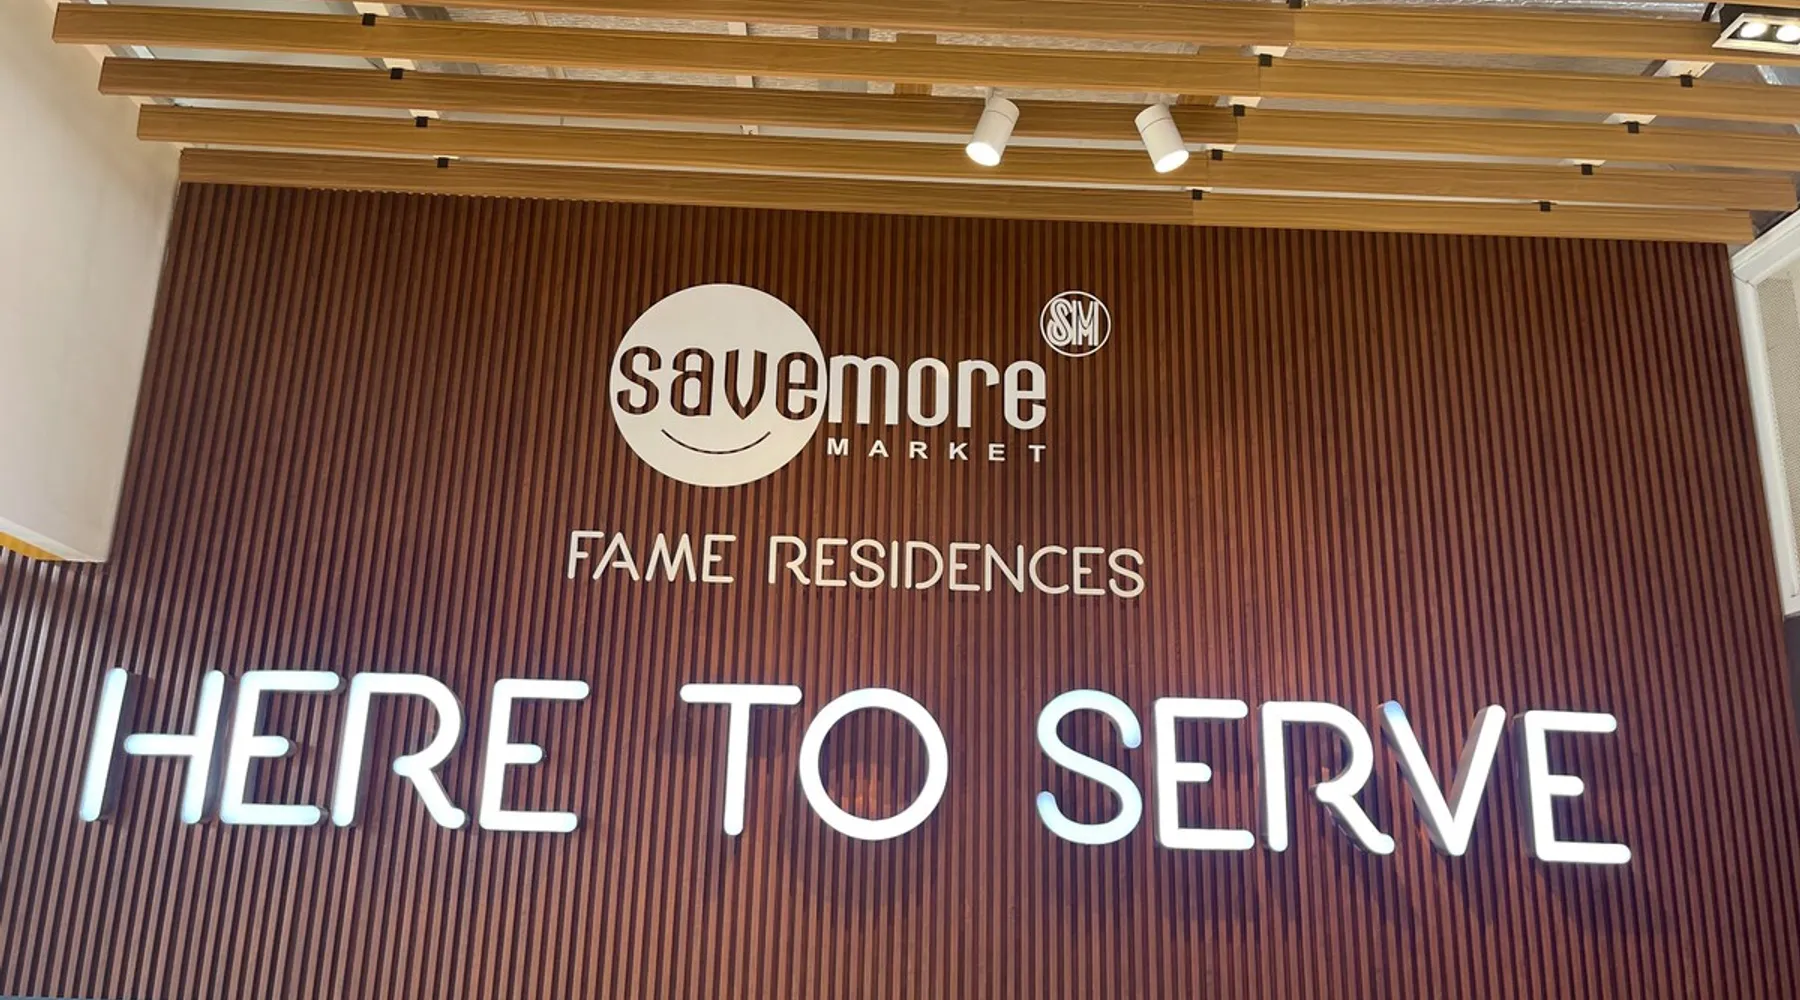 SM
savemore
MARKET
FAME RESIDENCES
HERE TO SERVE